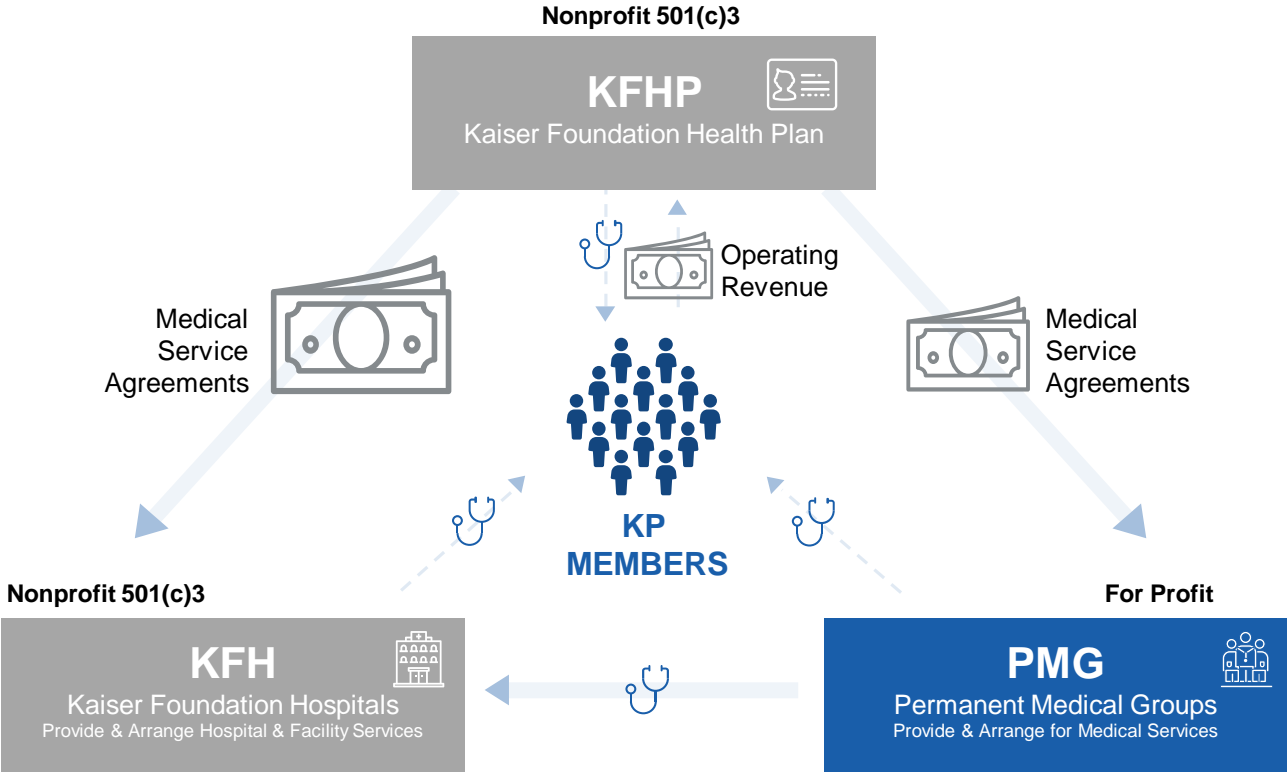 Nonprofit 501(c)3
KFHP
Kaiser Foundation Health Plan
Operating
Revenue
Medical
Service
Agreements
Medical
Service
Agreements
KP
MEMBERS
Nonprofit 501(c)3
KFH
Kaiser Foundation Hospitals
Provide & Arrange Hospital & Facility Services
For Profit
PMG
Permanent Medical Groups
Provide & Arrange for Medical Services